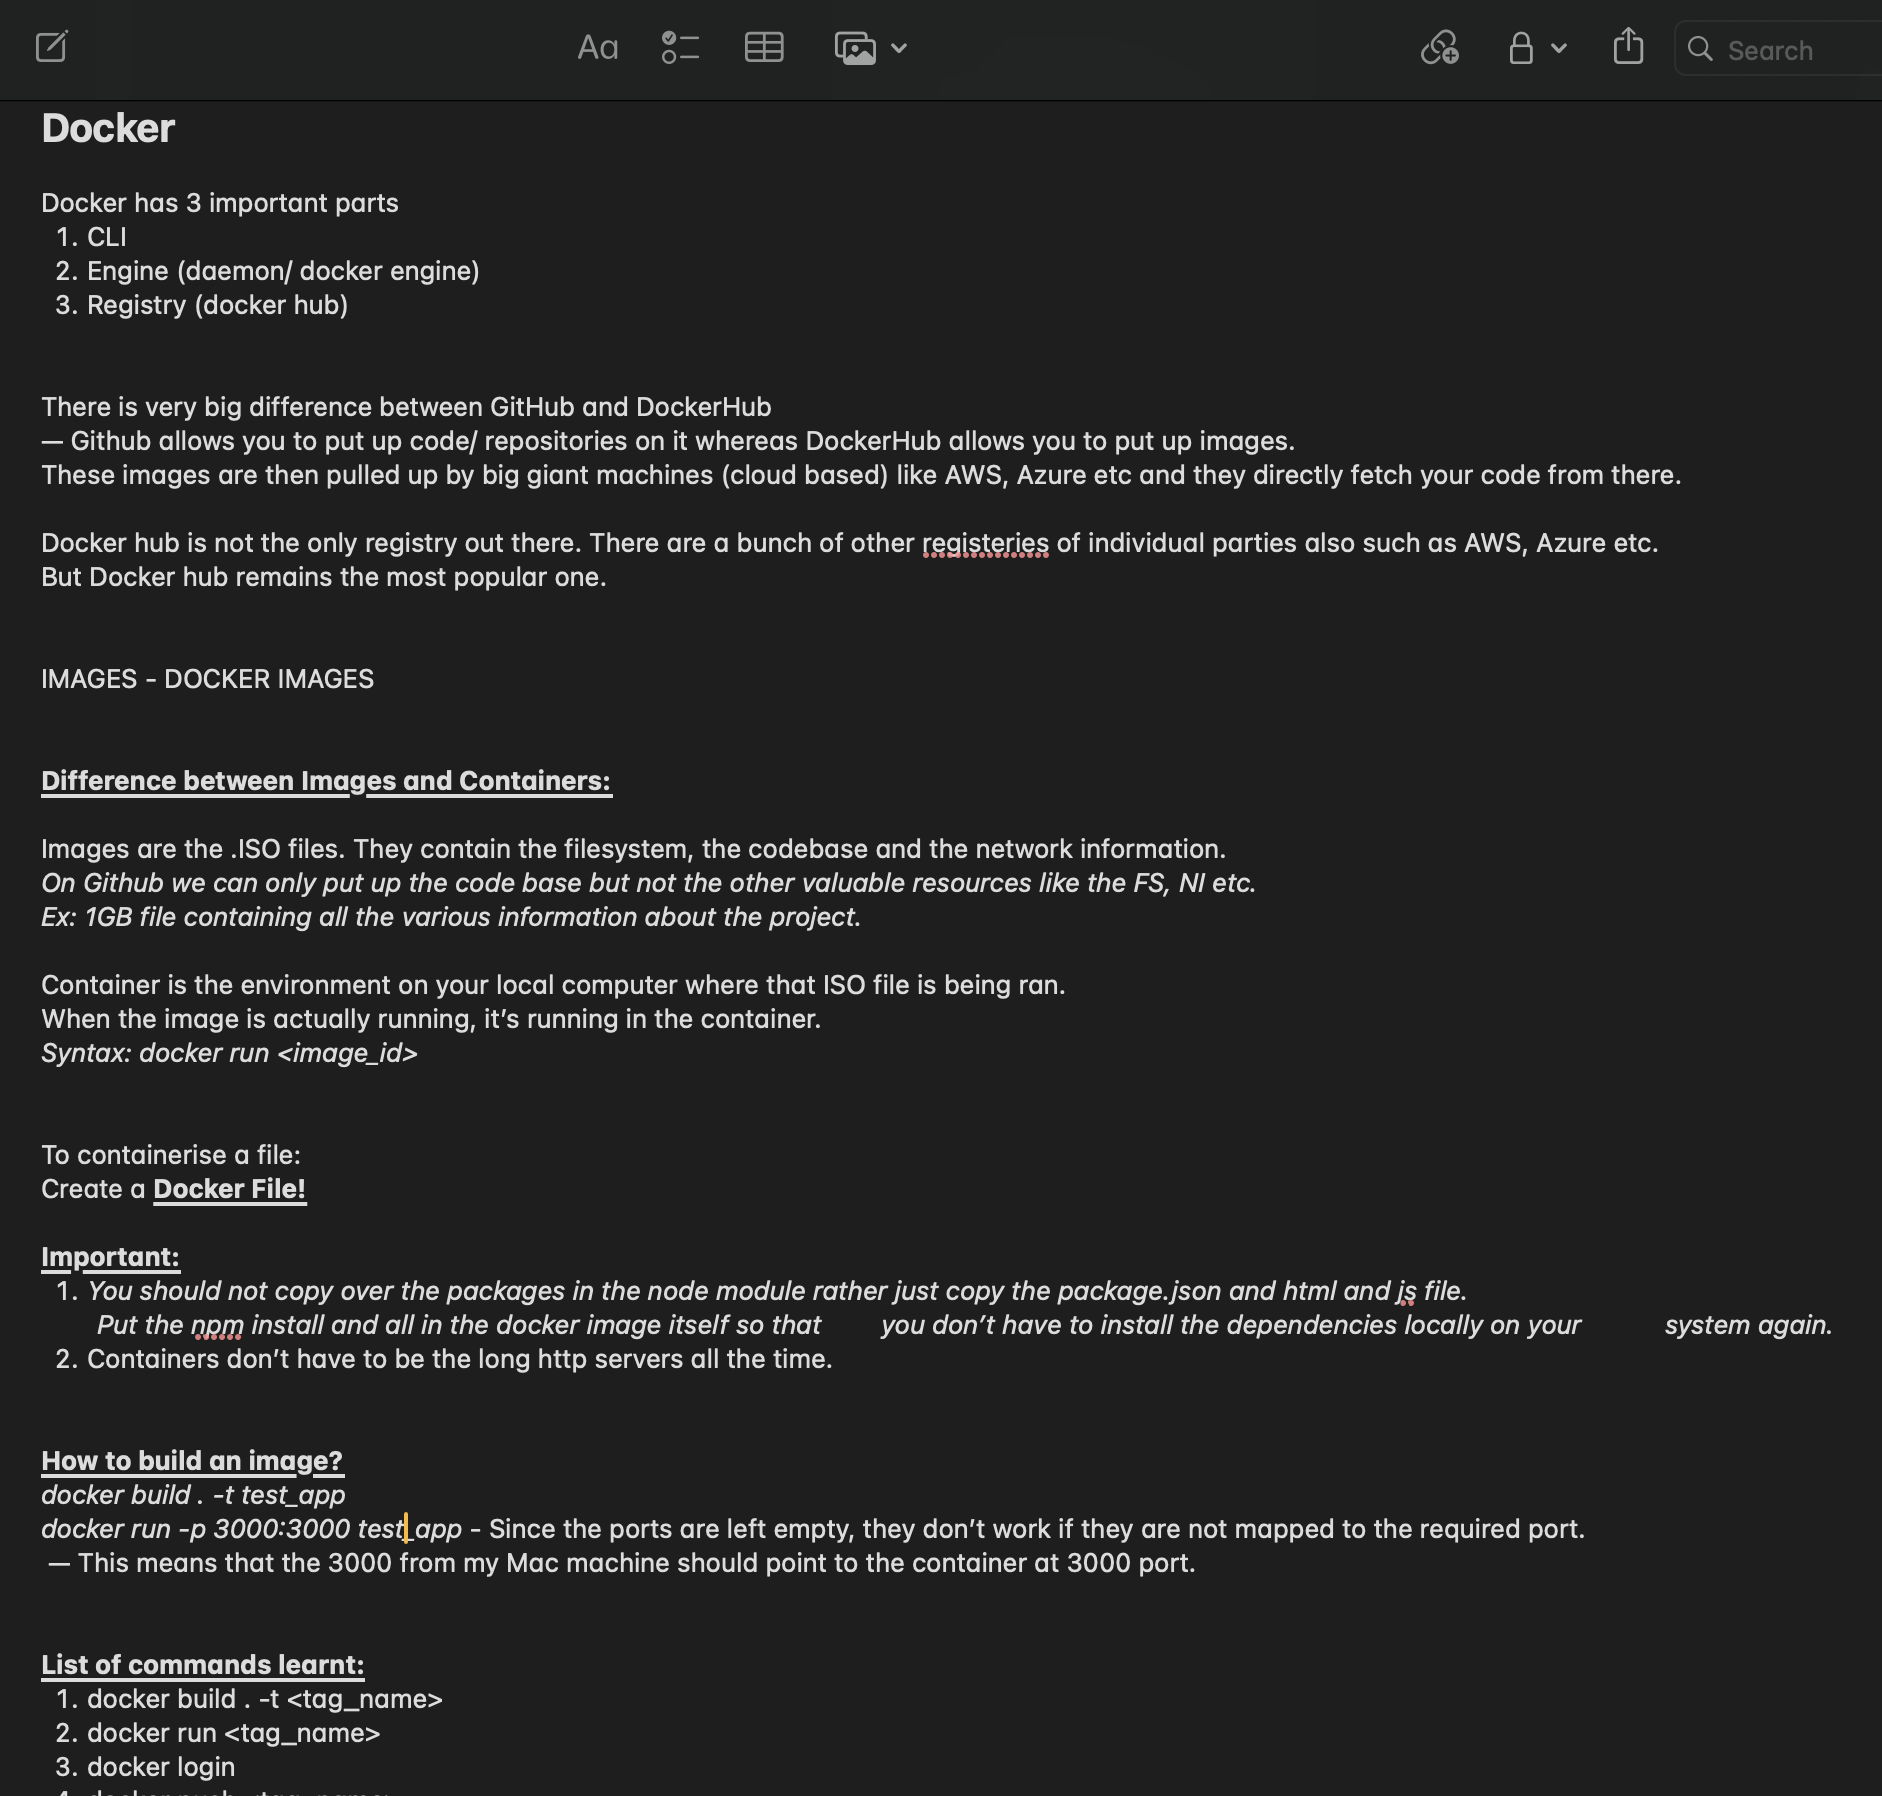 Aa
Search
Docker
Docker has 3 important parts
1. CLI
2. Engine (daemon/ docker engine)
3. Registry (docker hub)
There is very big difference between GitHub and DockerHub
— Github allows you to put up code/ repositories on it whereas DockerHub allows you to put up images.
These images are then pulled up by big giant machines (cloud based) like AWS, Azure etc and they directly fetch your code from there.
Docker hub is not the only registry out there. There are a bunch of other registeries of individual parties also such as AWS, Azure etc.
But Docker hub remains the most popular one.
IMAGES - DOCKER IMAGES
Difference between Images and Containers:
Images are the .ISO files. They contain the filesystem, the codebase and the network information.
On Github we can only put up the code base but not the other valuable resources like the FS, NI etc.
Ex: 1GB file containing all the various information about the project.
Container is the environment on your local computer where that ISO file is being ran.
When the image is actually running, it’s running in the container.
Syntax: docker run <image_id>
To containerise a file:
Create a Docker File!
Important:
1. You should not copy over the packages in the node module rather just copy the package.json and html and js file.
Put the npm install and all in the docker image itself so that you don’t have to install the dependencies locally on your system again.
2. Containers don’t have to be the long http servers all the time.
How to build an image?
docker build . -t test_app
docker run -p 3000:3000 test_app - Since the ports are left empty, they don’t work if they are not mapped to the required port.
— This means that the 3000 from my Mac machine should point to the container at 3000 port.
List of commands learnt:
1. docker build . -t <tag_name>
2. docker run <tag_name>
3. docker login